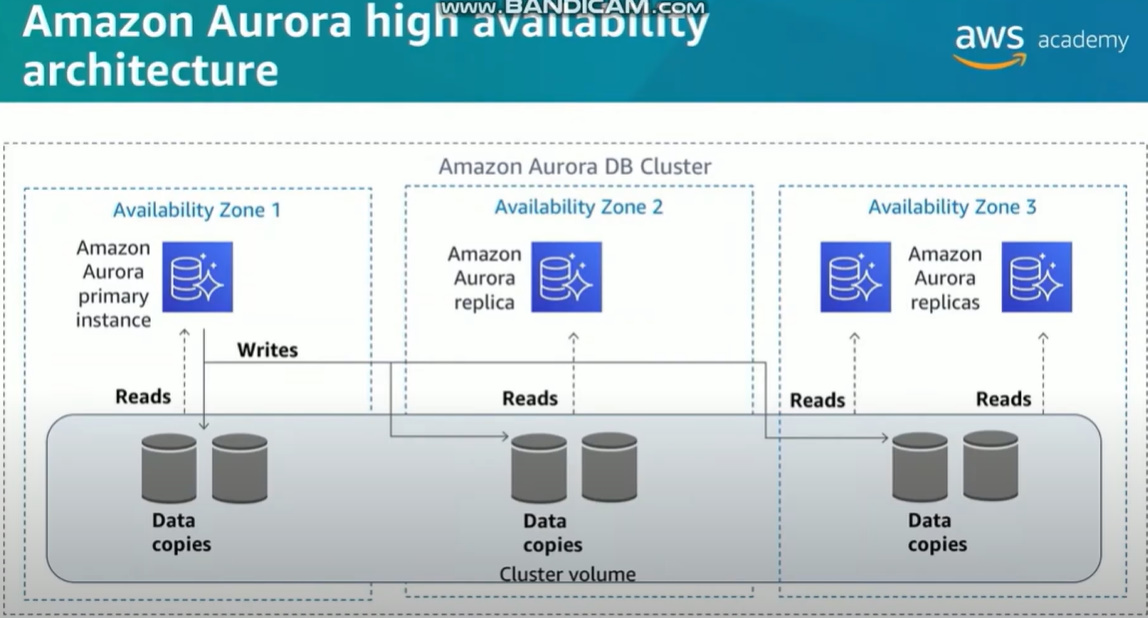 www.BANDICAM.com
Amazon Aurora high availability
architecture
aws academy
Amazon Aurora DB Cluster
Availability Zone 1
Availability Zone 2
Availability Zone 3
Amazon
Aurora
primary
instance
Amazon
Aurora
replica
Amazon
Aurora
replicas
Writes
Reads
Reads
Reads
Reads
Data
copies
Data
copies
Data
copies
Cluster volume